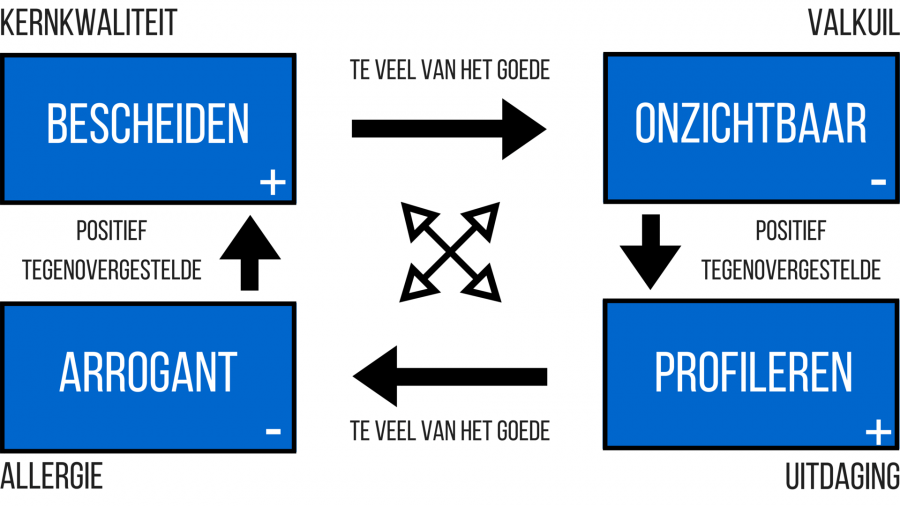 KERNKWALITEIT
VALKUIL
TE VEEL VAN HET GOEDE
BESCHEIDEN
+
ONZICHTBAAR
-
POSITIEF
TEGENOVERGESTELDE
POSITIEF
TEGENOVERGESTELDE
ARROGANT
-
PROFILEREN
+
TE VEEL VAN HET GOEDE
ALLERGIE
UITDAGING